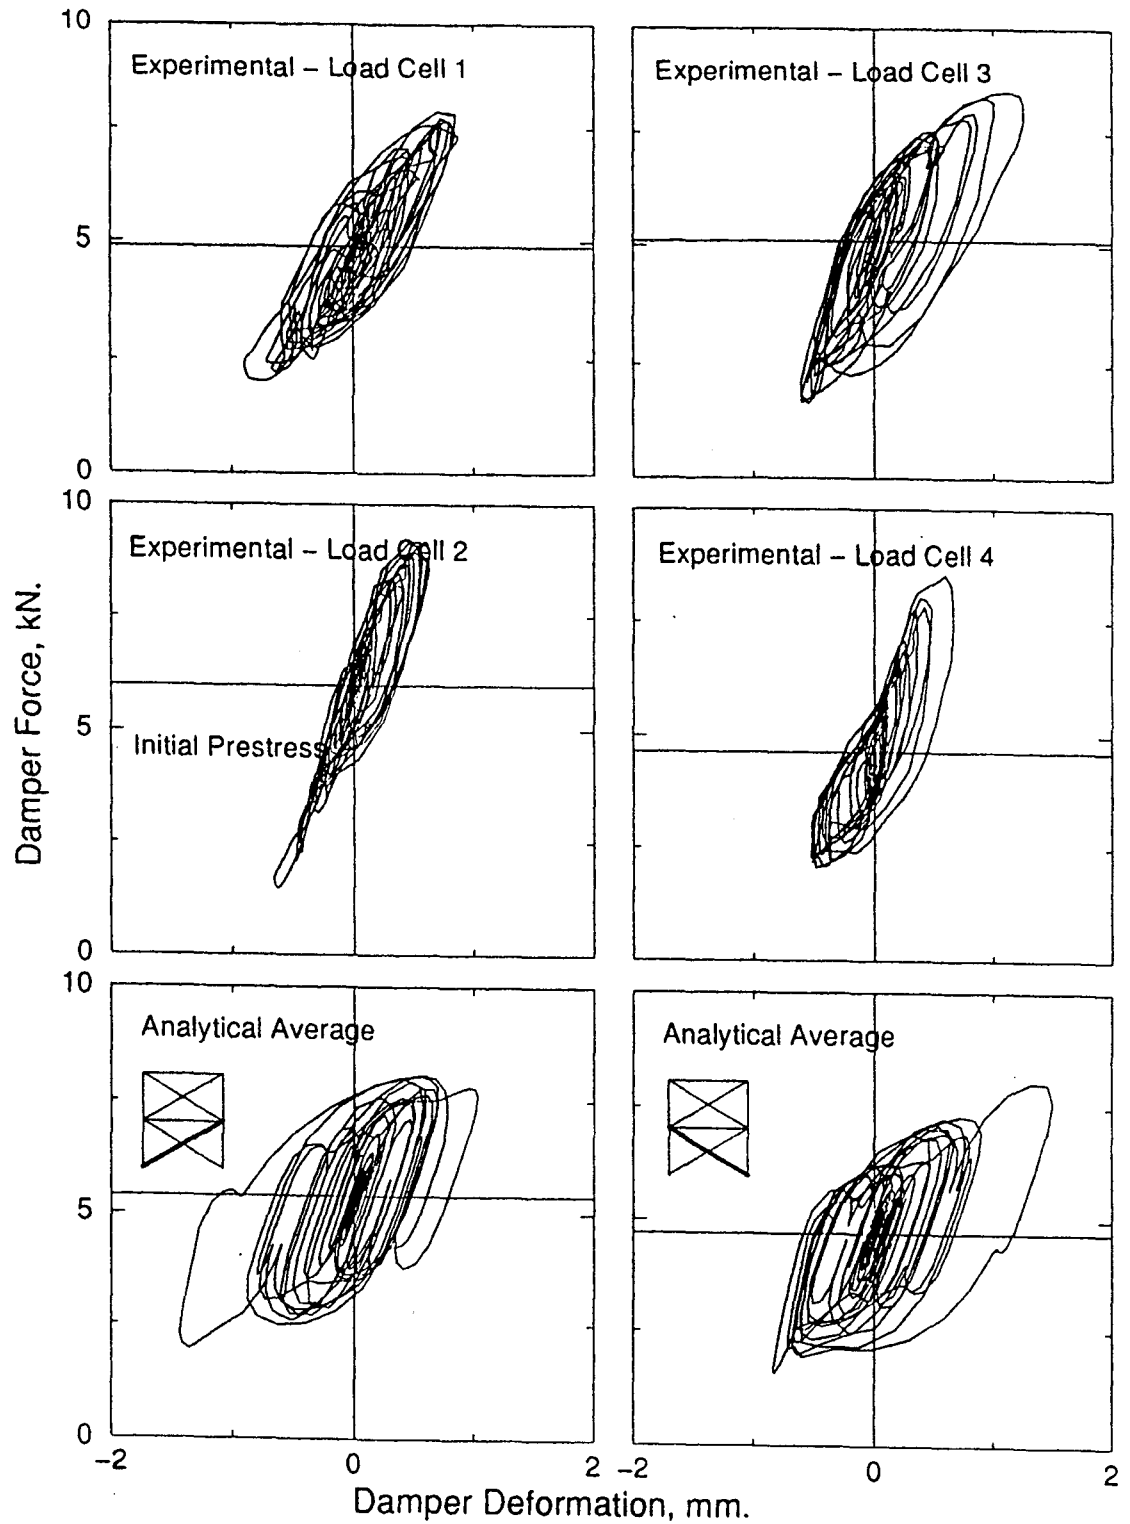 10
Experimental – Load Cell 1
Experimental – Load Cell 3
5
0
10
Experimental – Load Cell 2
Experimental – Load Cell 4
5
Initial Prestress
0
10
Analytical Average
Analytical Average
5
0
-2
0
2
-2
0
2
Damper Force, kN.
Damper Deformation, mm.